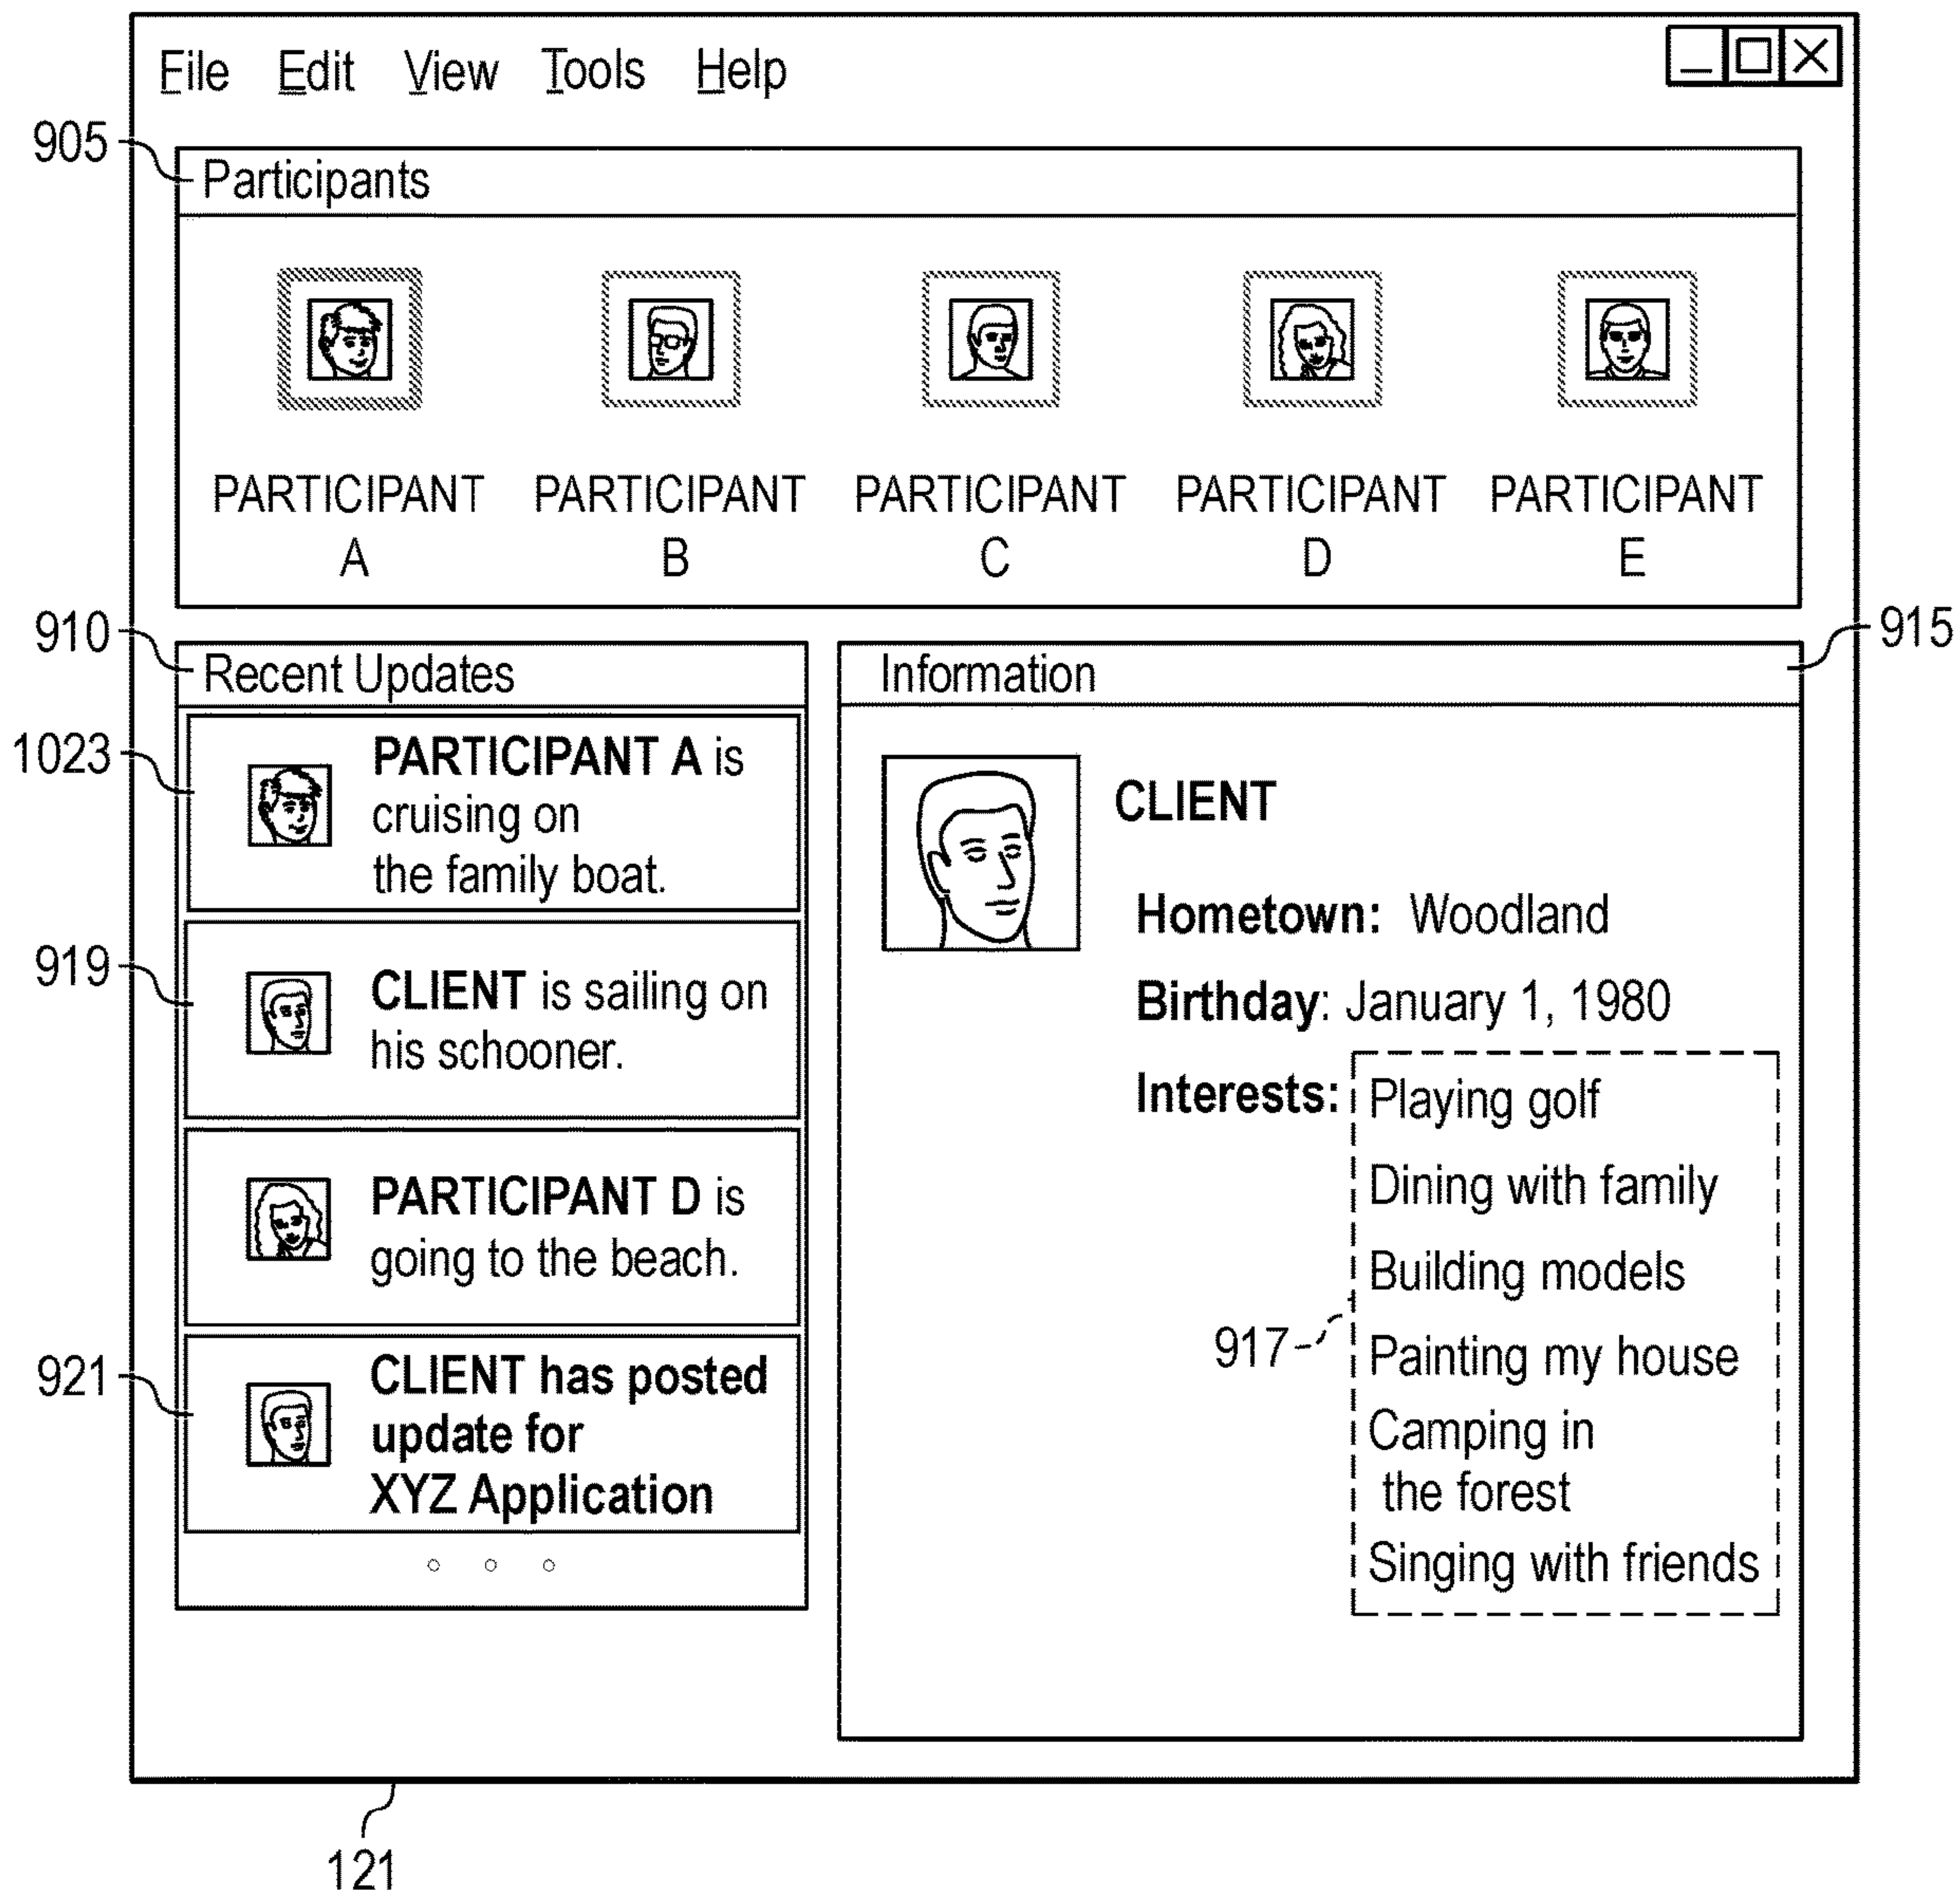 File Edit View Tools Help
905
Participants
PARTICIPANT A
PARTICIPANT B
PARTICIPANT C
PARTICIPANT D
PARTICIPANT E
910
Recent Updates
1023
PARTICIPANT A is
cruising on
the family boat.
919
CLIENT is sailing on
his schooner.
PARTICIPANT D is
going to the beach.
921
CLIENT has posted
update for
XYZ Application
915
Information
CLIENT
Hometown: Woodland
Birthday: January 1, 1980
Interests: Playing golf
Dining with family
Building models
917
Painting my house
Camping in
the forest
Singing with friends
121